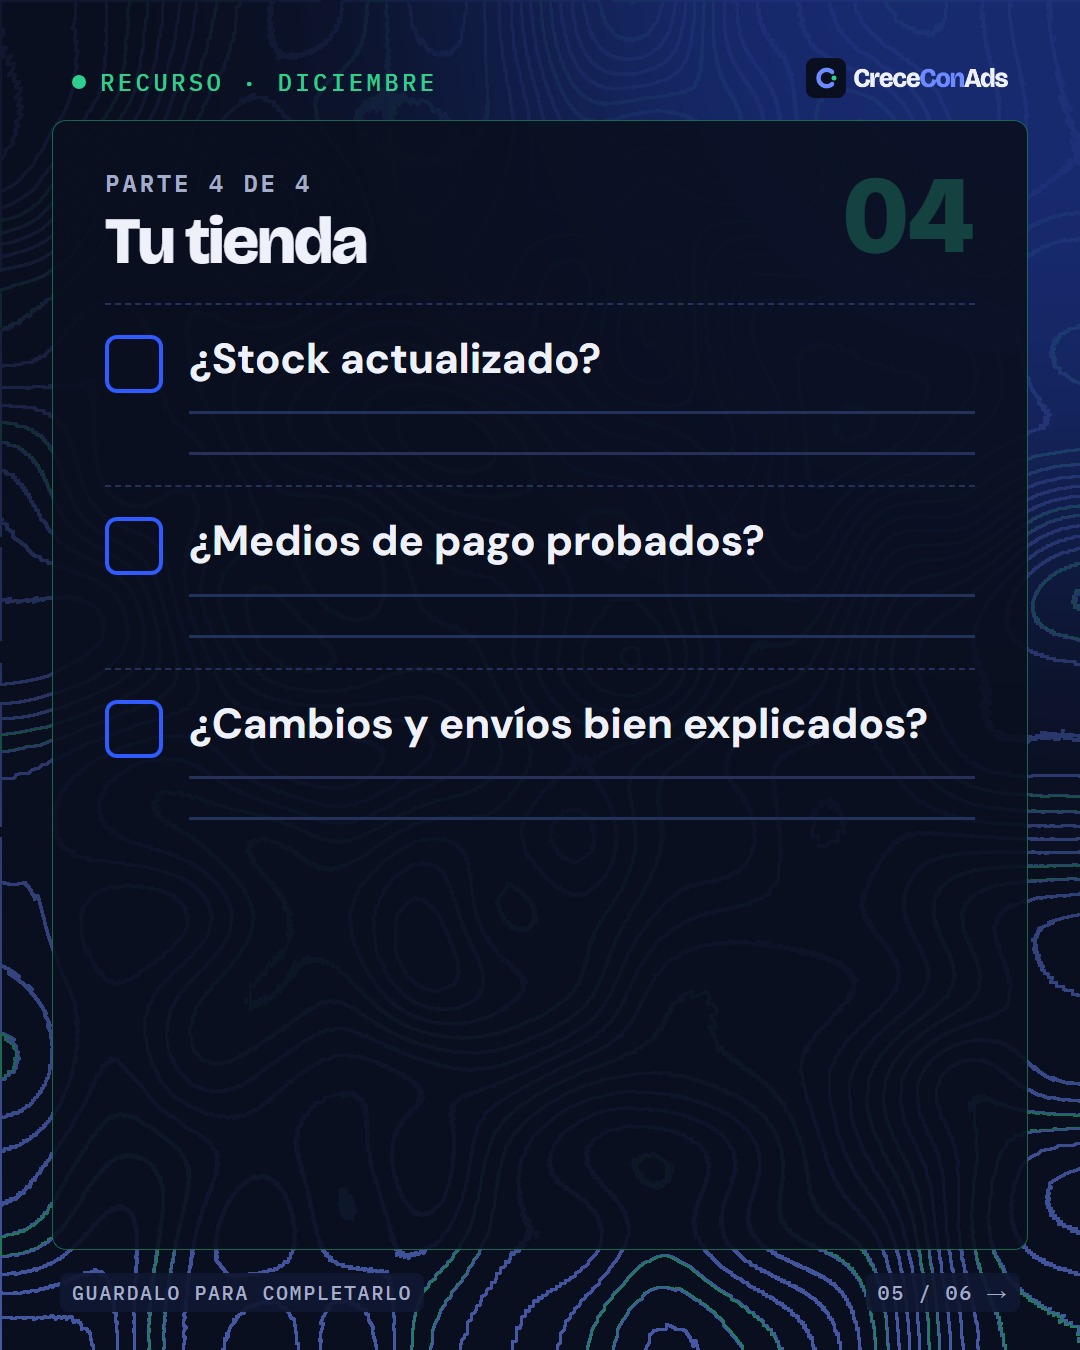 RECURSO · DICIEMBRE
CreceConAds
PARTE 4 DE 4
Tu tienda
04
¿Stock actualizado?
¿Medios de pago probados?
¿Cambios y envíos bien explicados?
GUARDALO PARA COMPLETARLO
05 / 06 →